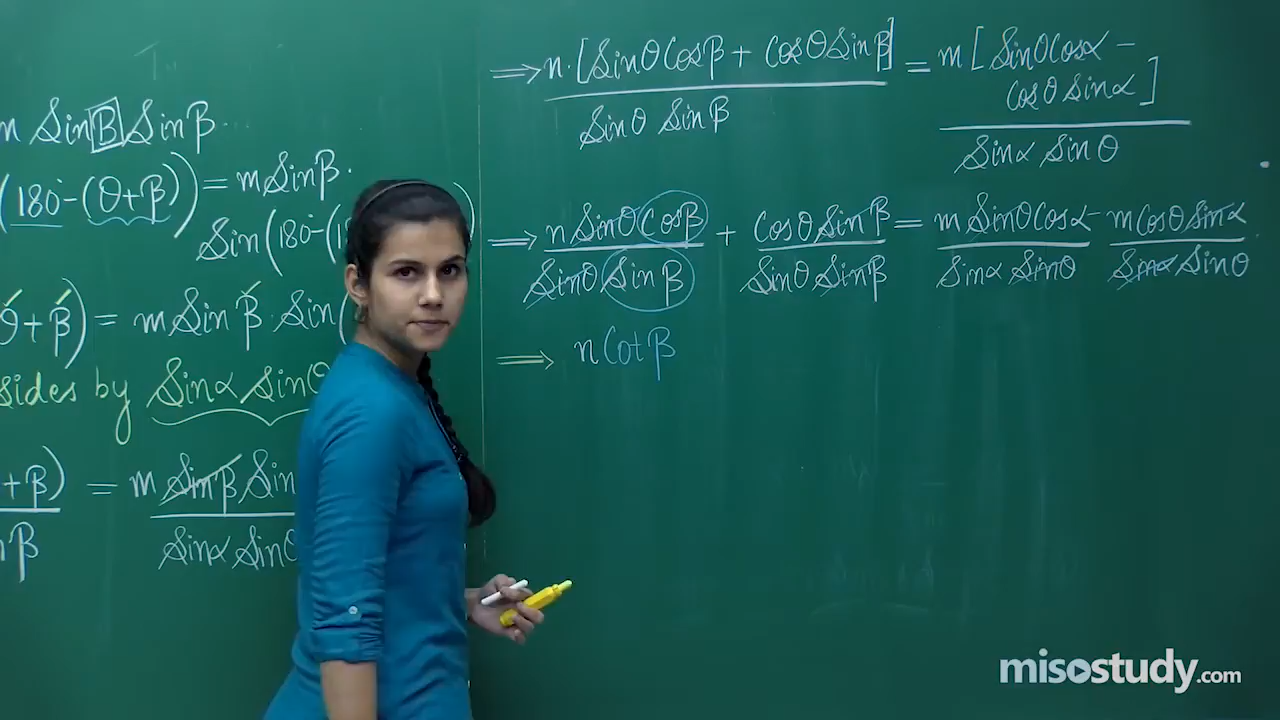 m Sin B Sin β
(180° - (θ+β)) = m Sin β.
Sin(180° - (1
θ + β) = m Sin β . Sin(
sides by Sinα Sinθ
+ β) = m Sinβ Sin
β Sinα Sinθ
⟹ n. [Sinθ Cosβ + Cosθ Sinβ] = m [Sinθ Cosα -
Cosθ Sinα]
Sinθ Sinβ Sinα Sinθ
⟹ n Sinθ Cosβ + Cosθ Sinβ = m Sinθ Cosα - m Cosθ Sinα
Sinθ Sinβ Sinθ Sinβ Sinα Sinθ Sinα Sinθ
⟹ n Cot β
misostudy.com